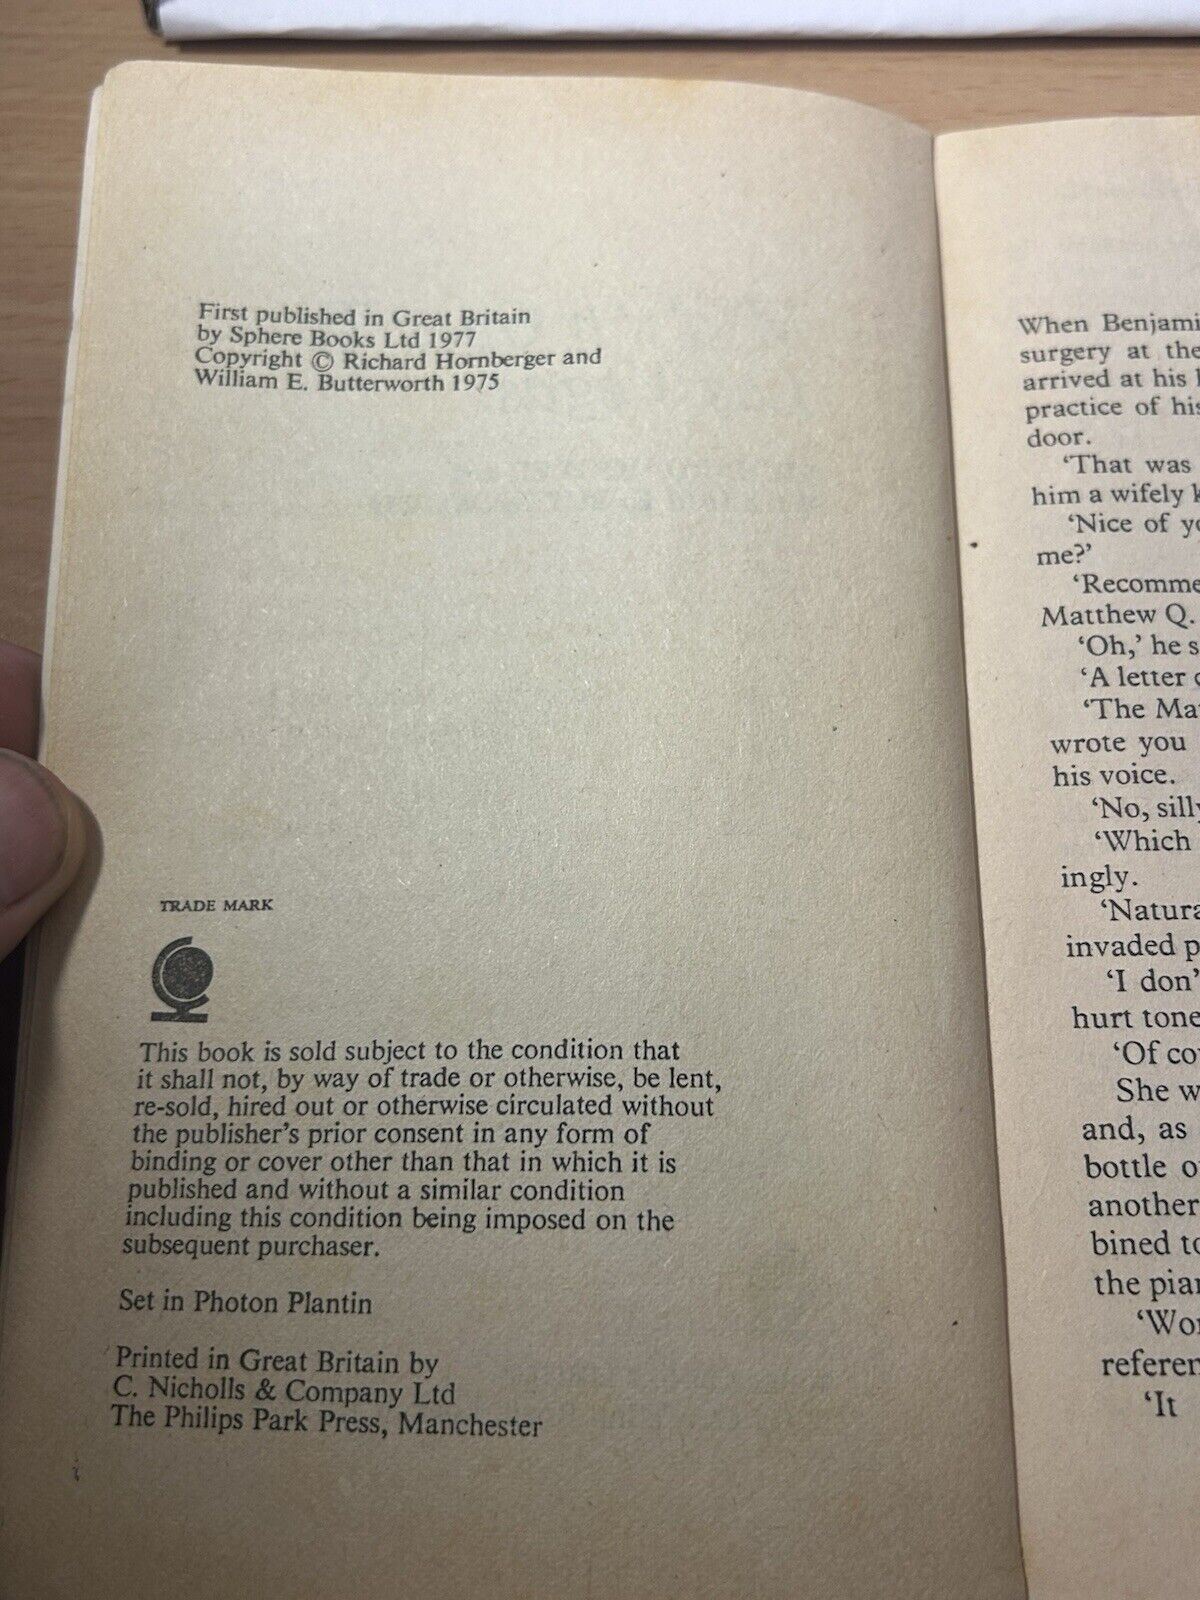 First published in Great Britain
by Sphere Books Ltd 1977
Copyright © Richard Hornberger and
William E. Butterworth 1975
TRADE MARK
This book is sold subject to the condition that
it shall not, by way of trade or otherwise, be lent,
re-sold, hired out or otherwise circulated without
the publisher's prior consent in any form of
binding or cover other than that in which it is
published and without a similar condition
including this condition being imposed on the
subsequent purchaser.
Set in Photon Plantin
Printed in Great Britain by
C. Nicholls & Company Ltd
The Philips Park Press, Manchester
When Benjami
surgery at the
arrived at his
practice of his
door.
'That was
him a wifely
'Nice of
me?'
'Recomme
Matthew Q.
'Oh,' he s
'A letter
'The Mat
wrote you
his voice.
'No, silly
'Which
ingly.
'Natura
invaded p
'I don'
hurt tone
'Of cou
She w
and, as
bottle o
another
bined to
the pian
'Wor
referen
'It